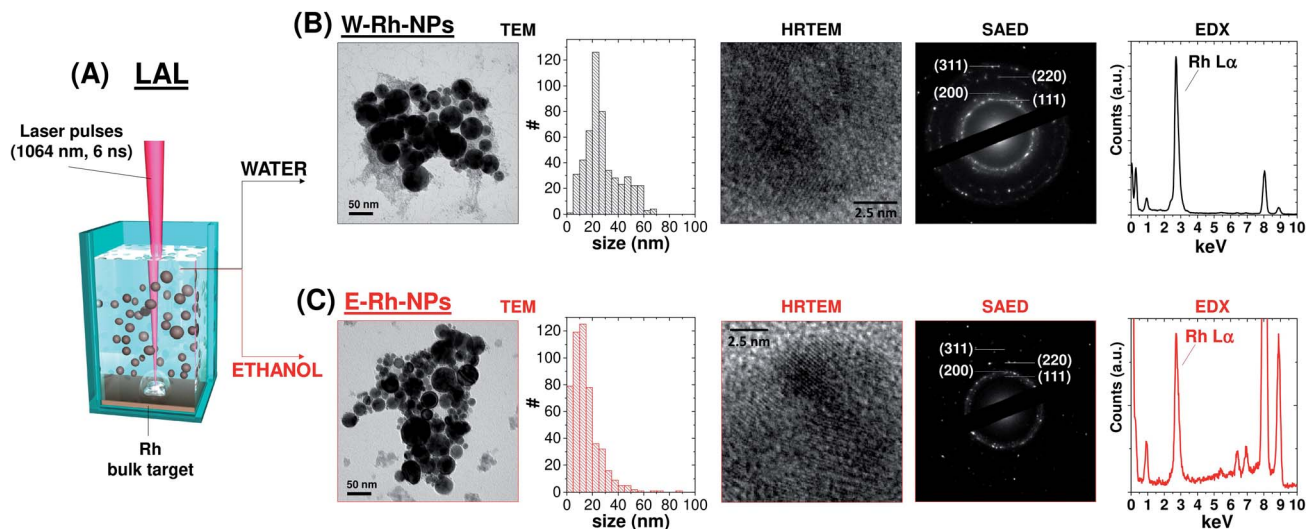 (A) LAL
Laser pulses
(1064 nm, 6 ns)
WATER
ETHANOL
Rh
bulk target
(B) W-Rh-NPs
TEM
50 nm
#
120
100
80
60
40
20
0
0 20 40 60 80 100
size (nm)
HRTEM
2.5 nm
SAED
(311)
(220)
(200)
(111)
EDX
Rh Lα
Counts (a.u.)
0 1 2 3 4 5 6 7 8 9 10
keV
(C) E-Rh-NPs
TEM
50 nm
#
120
100
80
60
40
20
0
0 20 40 60 80 100
size (nm)
HRTEM
2.5 nm
SAED
(311)
(220)
(200)
(111)
EDX
Rh Lα
Counts (a.u.)
0 1 2 3 4 5 6 7 8 9 10
keV